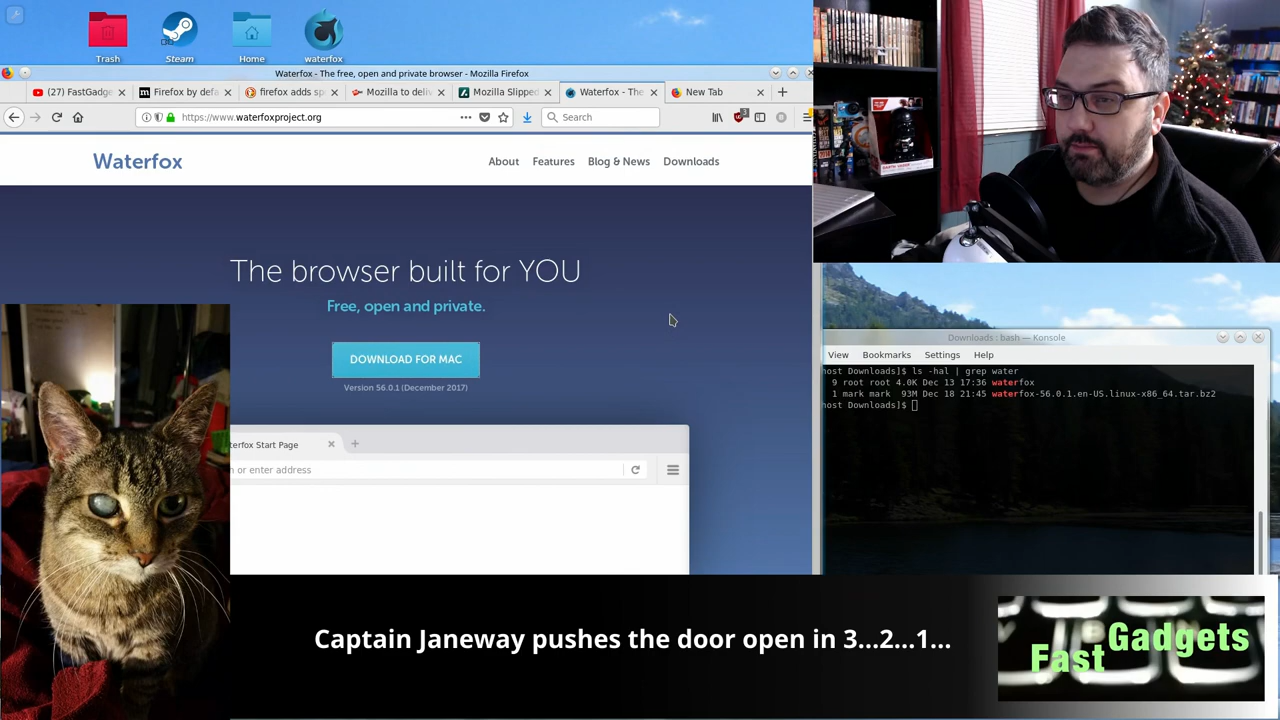 Trash
Steam
Home
waterfox
Waterfox - The free, open and private browser - Mozilla Firefox
(27) FastGadge
Firefox by defa
Mozilla to deliv
Mozilla Slipped
Waterfox - The
New Tab
https://www.waterfoxproject.org
Search
3
Waterfox
About
Features
Blog & News
Downloads
The browser built for YOU
Free, open and private.
DOWNLOAD FOR MAC
Version 56.0.1 (December 2017)
terfox Start Page
h or enter address
Downloads : bash — Konsole
View Bookmarks Settings Help
host Downloads]$ ls -hal | grep water
9 root root 4.0K Dec 13 17:36 waterfox
1 mark mark 93M Dec 18 21:45 waterfox-56.0.1.en-US.linux-x86_64.tar.bz2
host Downloads]$
Captain Janeway pushes the door open in 3...2...1...
Fast Gadgets